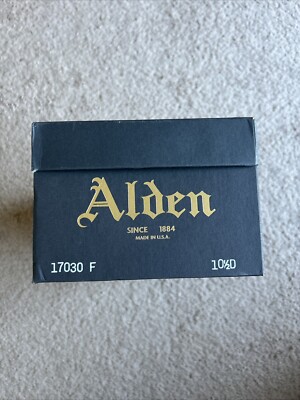 Alden
SINCE 1884
MADE IN U.S.A.
17030 F 10½D